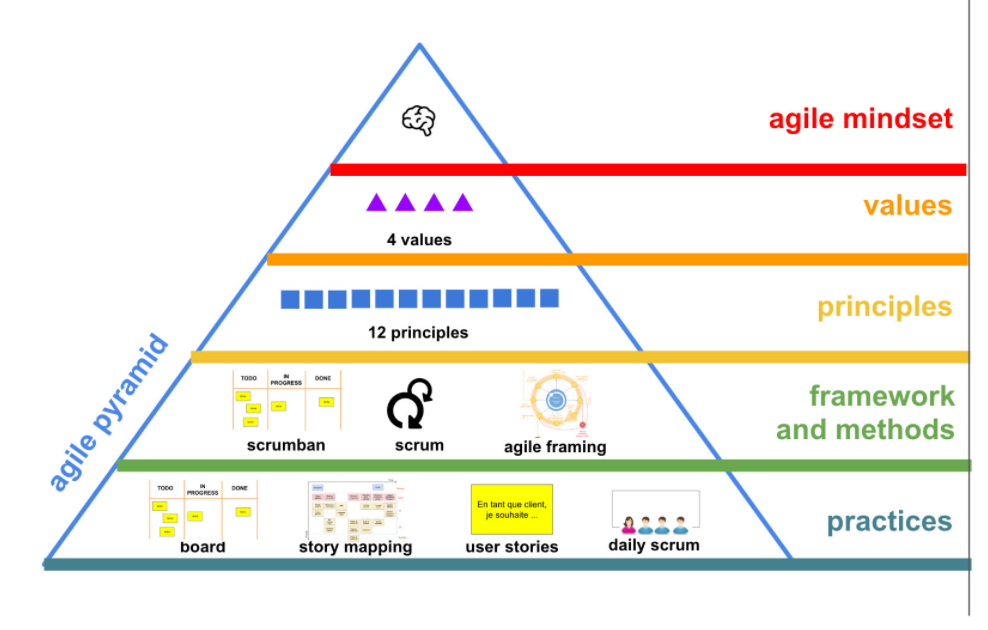 agile mindset
values
4 values
principles
12 principles
agile pyramid
framework
and methods
TODO
IN
PROGRESS
DONE
scrumban
scrum
agile framing
practices
TODO
IN
PROGRESS
DONE
En tant que client,
je souhaite ...
board
story mapping
user stories
daily scrum